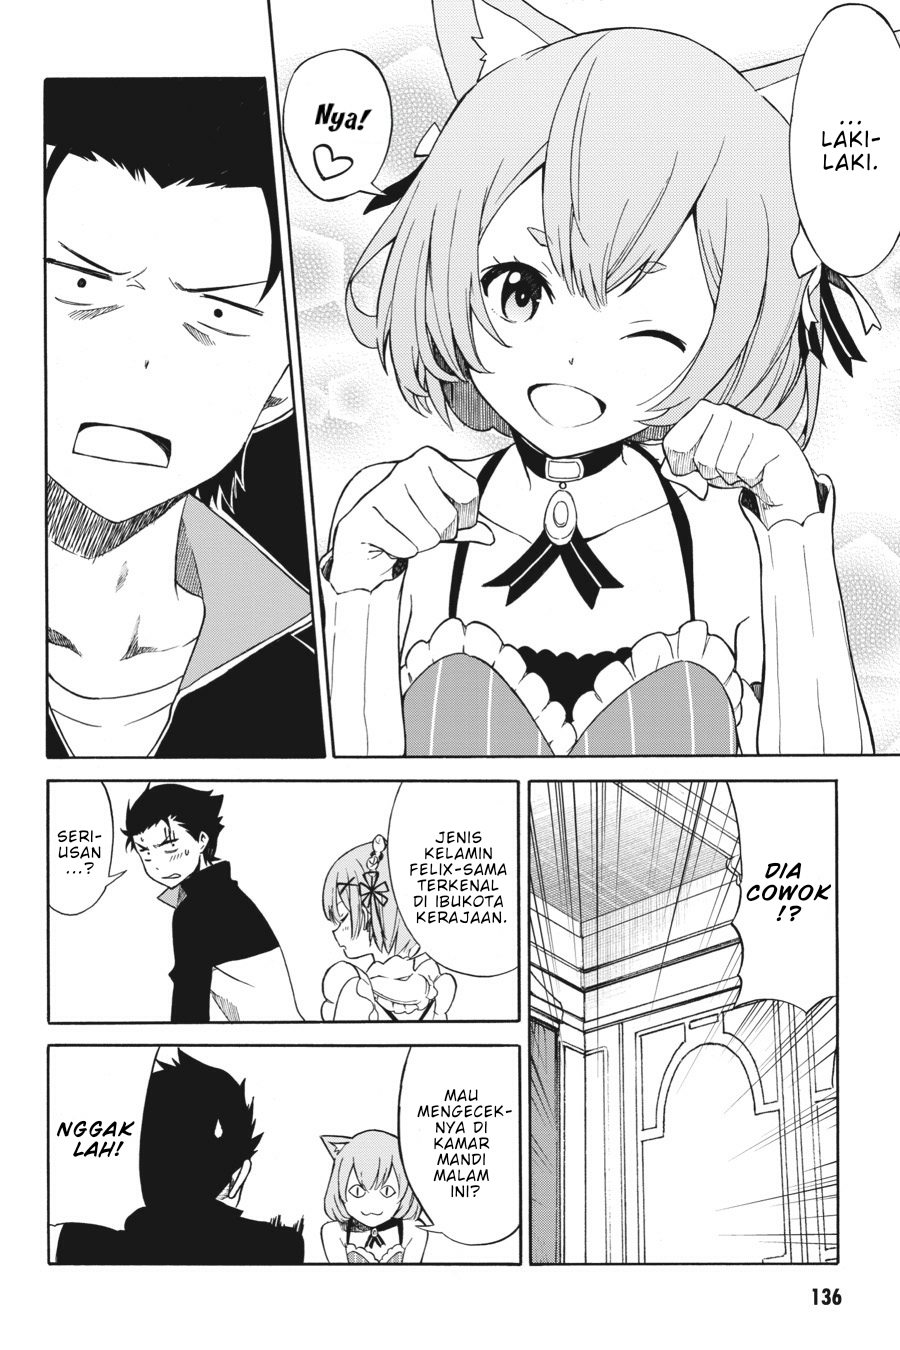 ...
LAKI-
LAKI.
Nya!
DIA
COWOK
!?
JENIS
KELAMIN
FELIX-SAMA
TERKENAL
DI IBUKOTA
KERAJAAN.
SERI-
USAN
...?
MAU
MENGECEK-
NYA DI
KAMAR
MANDI
MALAM
INI?
NGGAK
LAH!
136